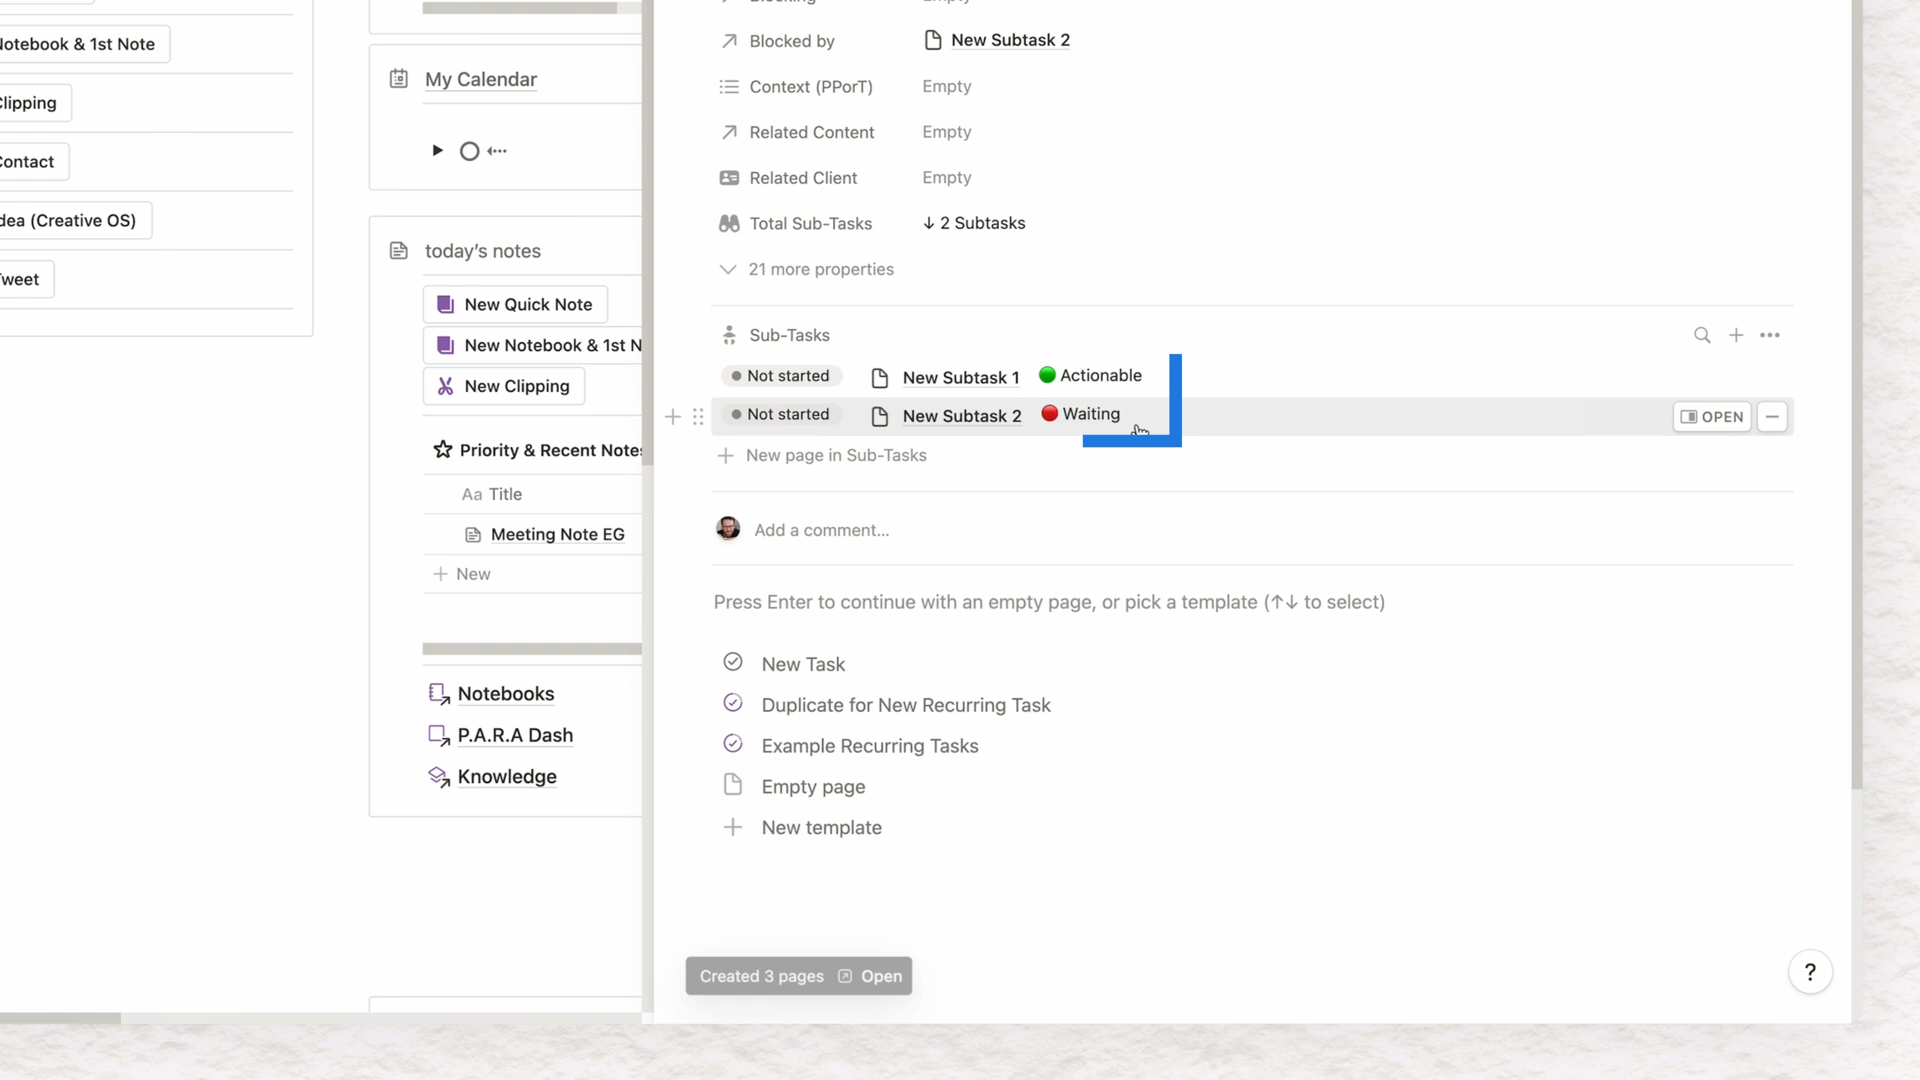 Notebook & 1st Note
Clipping
Contact
Idea (Creative OS)
Tweet
My Calendar
today's notes
New Quick Note
New Notebook & 1st N
New Clipping
Priority & Recent Notes
Aa Title
Meeting Note EG
New
Notebooks
P.A.R.A Dash
Knowledge
Blocking Empty
Blocked by New Subtask 2
Context (PPorT) Empty
Related Content Empty
Related Client Empty
Total Sub-Tasks ↓ 2 Subtasks
21 more properties
Sub-Tasks
Not started New Subtask 1 Actionable
Not started New Subtask 2 Waiting OPEN
New page in Sub-Tasks
Add a comment...
Press Enter to continue with an empty page, or pick a template (↑↓ to select)
New Task
Duplicate for New Recurring Task
Example Recurring Tasks
Empty page
New template
Created 3 pages Open
?